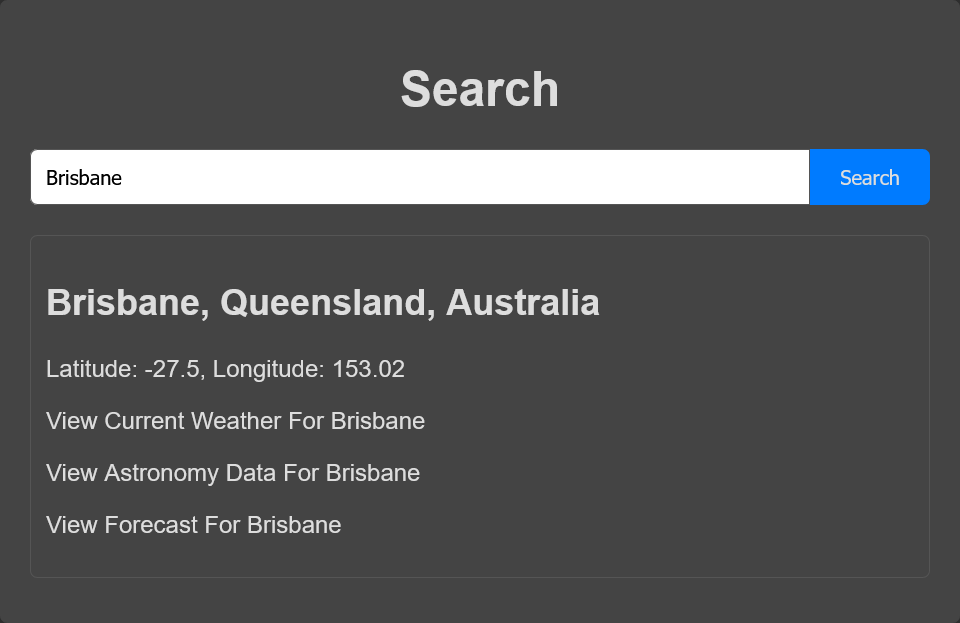 Search
Brisbane
Search
Brisbane, Queensland, Australia
Latitude: -27.5, Longitude: 153.02
View Current Weather For Brisbane
View Astronomy Data For Brisbane
View Forecast For Brisbane